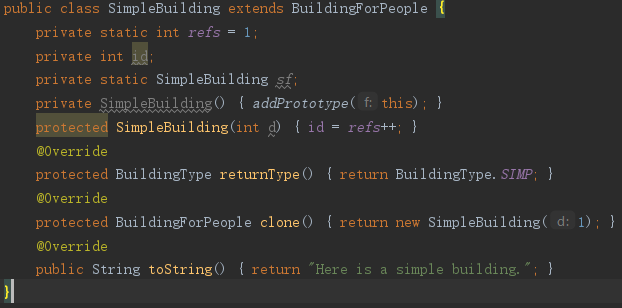 public class SimpleBuilding extends BuildingForPeople {
private static int refs = 1;
private int id;
private static SimpleBuilding sf;
private SimpleBuilding() { addPrototype( f: this); }
protected SimpleBuilding(int d) { id = refs++; }
@Override
protected BuildingType returnType() { return BuildingType.SIMP; }
@Override
protected BuildingForPeople clone() { return new SimpleBuilding( d: 1); }
@Override
public String toString() { return "Here is a simple building."; }
}